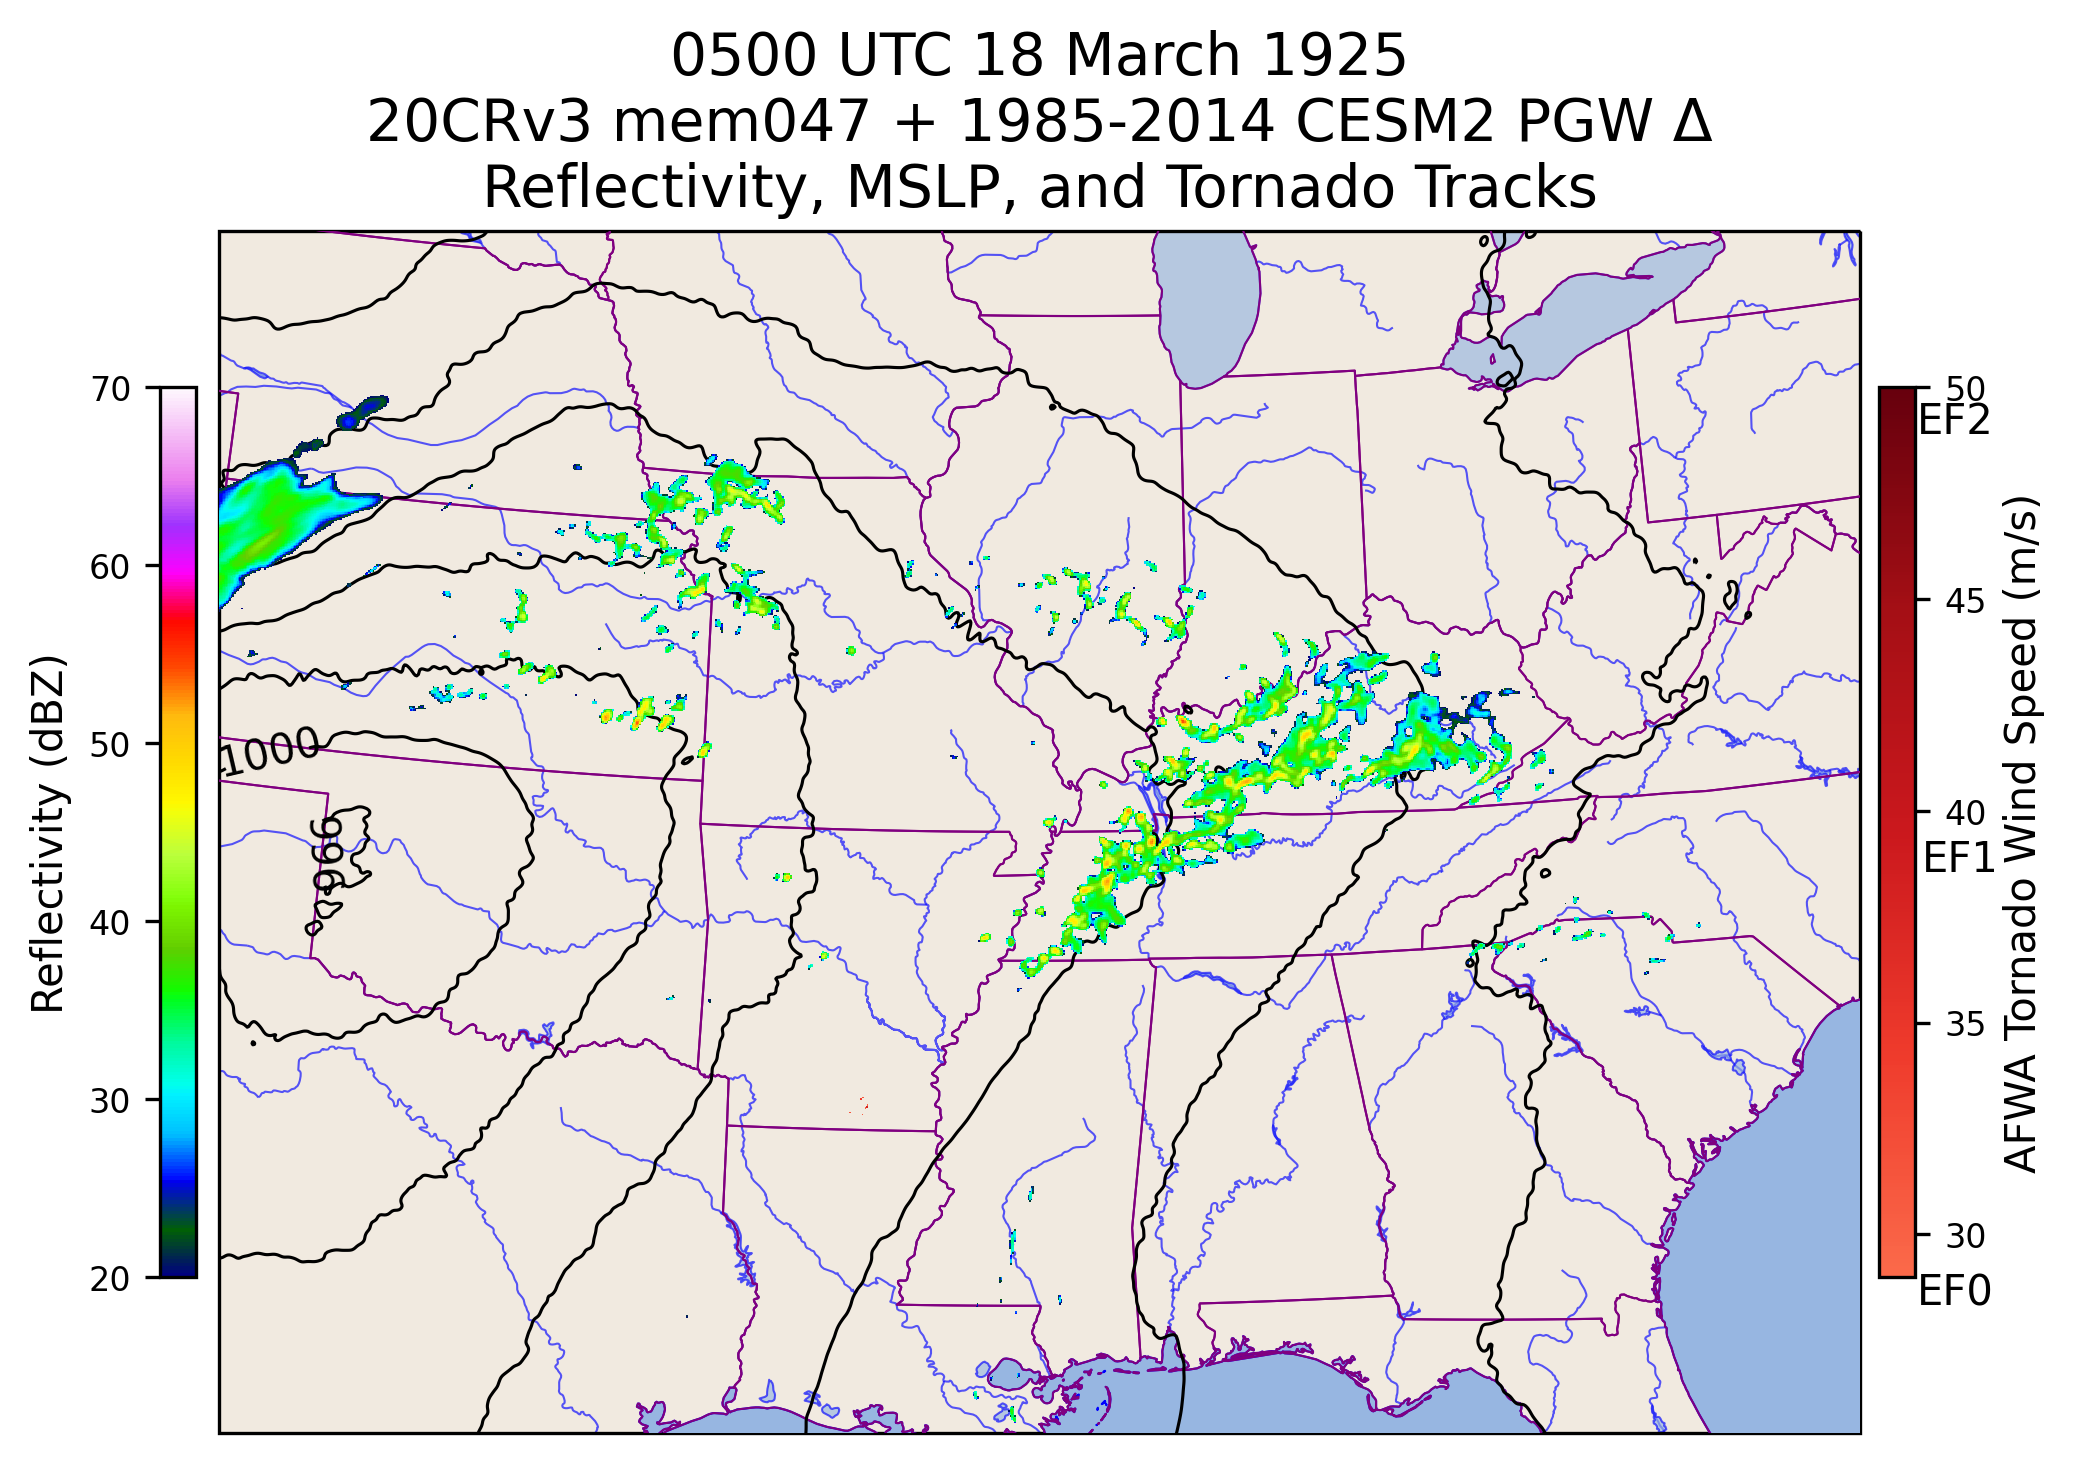 0500 UTC 18 March 1925
20CRv3 mem047 + 1985-2014 CESM2 PGW Δ
Reflectivity, MSLP, and Tornado Tracks
70
60
50
40
30
20
Reflectivity (dBZ)
1000
996
50
EF2
45
40
EF1
35
30
EF0
AFWA Tornado Wind Speed (m/s)